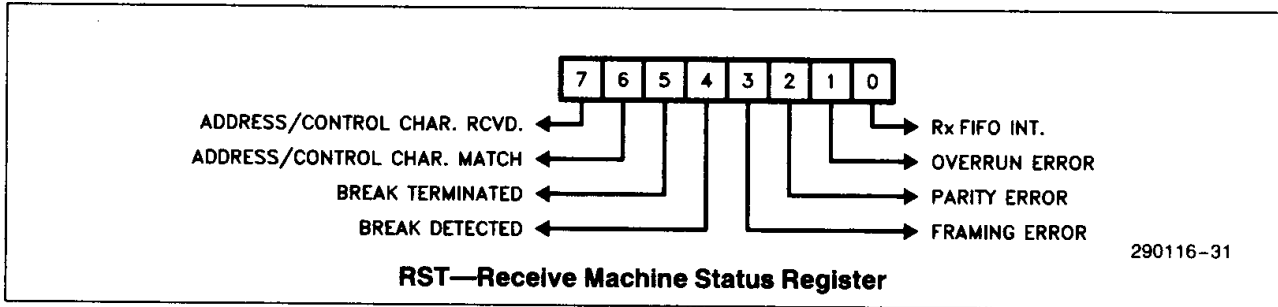 7 6 5 4 3 2 1 0
ADDRESS/CONTROL CHAR. RCVD.
Rx FIFO INT.
ADDRESS/CONTROL CHAR. MATCH
OVERRUN ERROR
BREAK TERMINATED
PARITY ERROR
BREAK DETECTED
FRAMING ERROR
290116-31
RST—Receive Machine Status Register